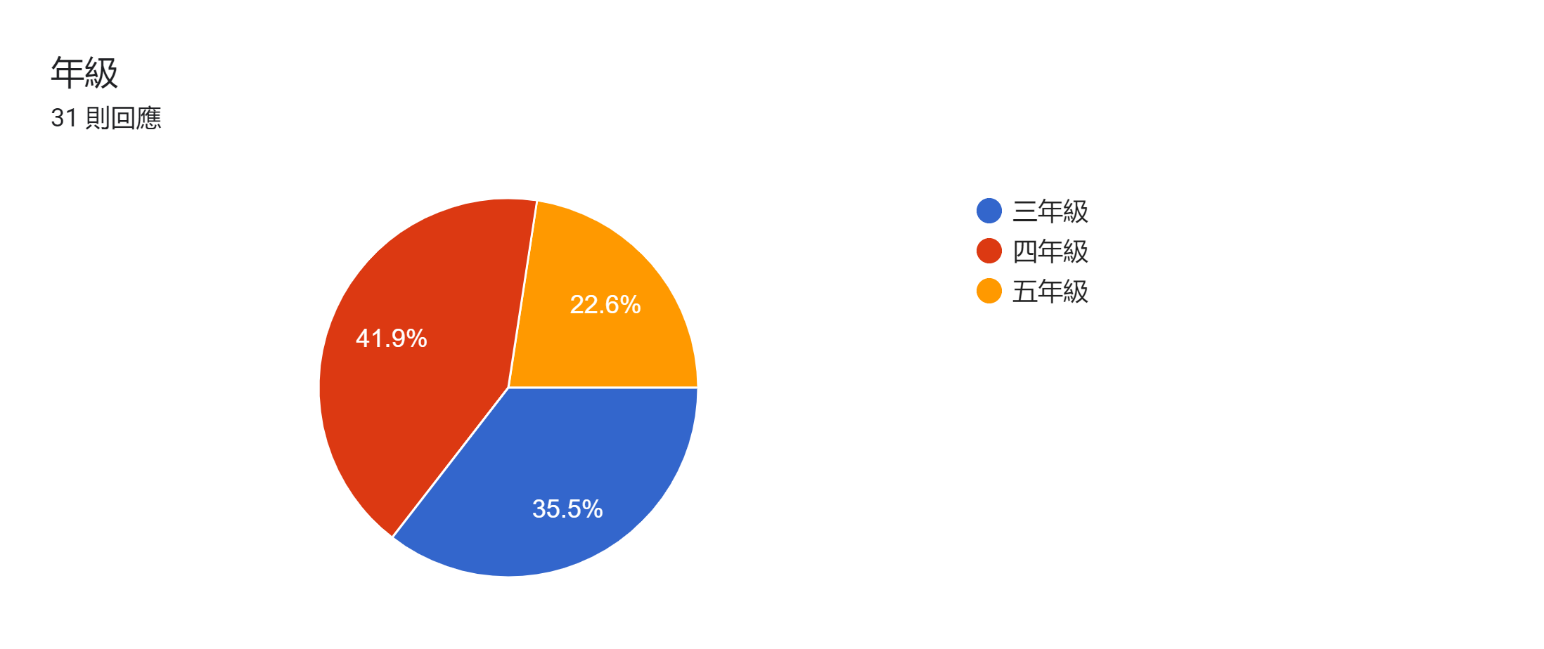 年級
31 則回應
22.6%
41.9%
35.5%
三年級
四年級
五年級